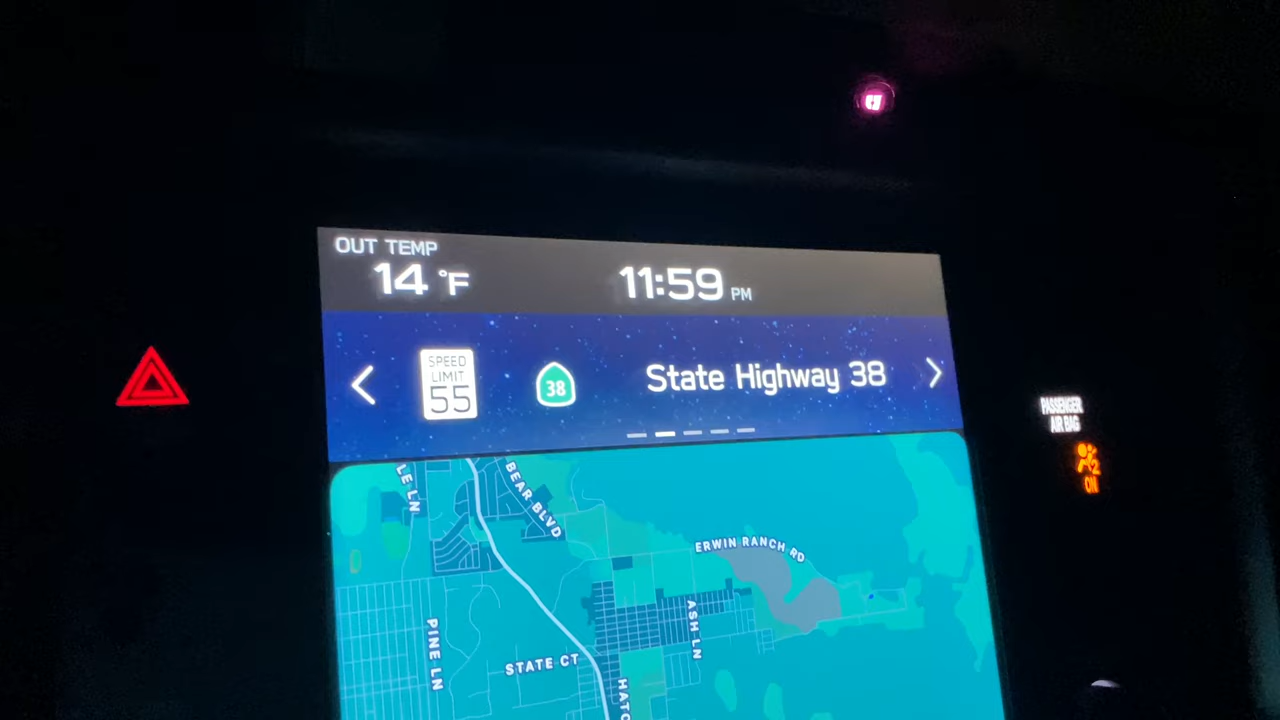 OUT TEMP
14 °F
11:59 PM
SPEED
LIMIT
55
38
State Highway 38
PASSENGER
AIR BAG
2
ON
LE LN
BEAR BLVD
ERWIN RANCH RD
ASH LN
PINE LN
STATE CT
HATC